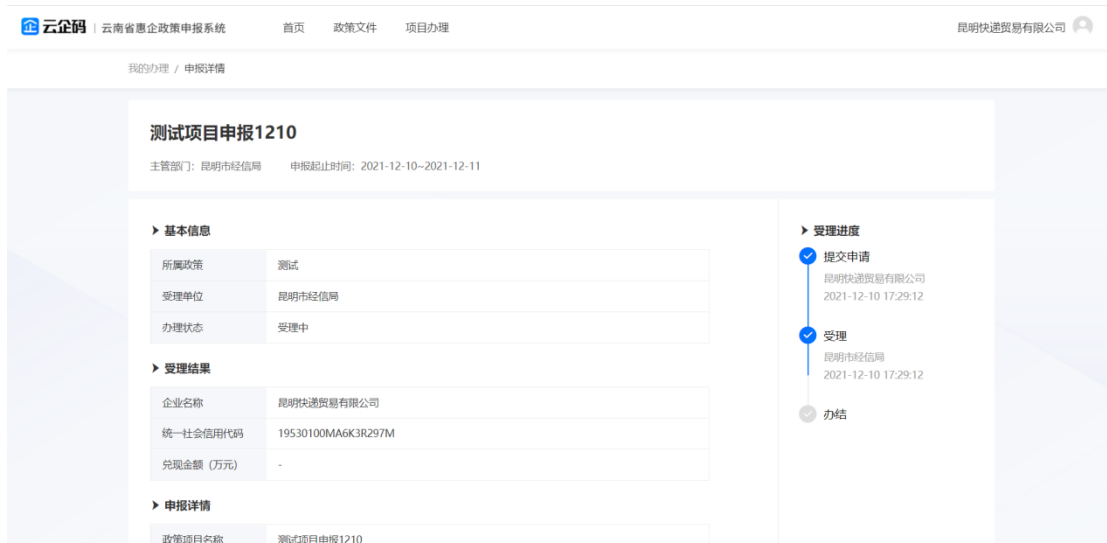 云企码 云南省惠企政策申报系统 首页 政策文件 项目办理 昆明快递贸易有限公司
我的办理 / 申报详情
测试项目申报1210
主管部门：昆明市经信局 申报起止时间：2021-12-10~2021-12-11
基本信息
所属政策 测试
受理单位 昆明市经信局
办理状态 受理中
受理结果
企业名称 昆明快递贸易有限公司
统一社会信用代码 19530100MA6K3R297M
兑现金额（万元） -
申报详情
政策项目名称 测试项目申报1210
受理进度
提交申请
昆明快递贸易有限公司
2021-12-10 17:29:12
受理
昆明市经信局
2021-12-10 17:29:12
办结